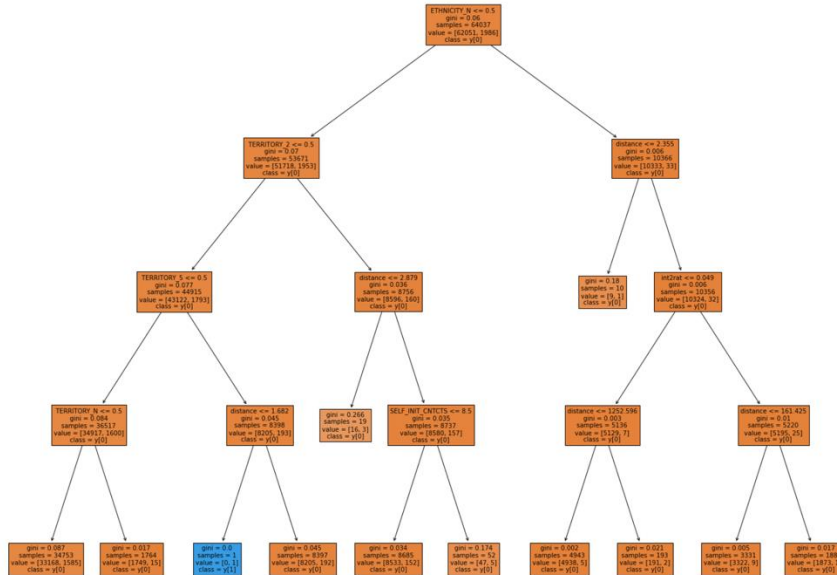 ETHNICITY_N <= 0.5
gini = 0.06
samples = 64037
value = [62051, 1986]
class = y[0]
TERRITORY_2 <= 0.5
gini = 0.07
samples = 53671
value = [51718, 1953]
class = y[0]
distance <= 2.355
gini = 0.006
samples = 10366
value = [10333, 33]
class = y[0]
TERRITORY_S <= 0.5
gini = 0.077
samples = 44915
value = [43122, 1793]
class = y[0]
distance <= 2.879
gini = 0.036
samples = 8756
value = [8596, 160]
class = y[0]
gini = 0.18
samples = 10
value = [9, 1]
class = y[0]
int2rat <= 0.049
gini = 0.006
samples = 10356
value = [10324, 32]
class = y[0]
TERRITORY_N <= 0.5
gini = 0.084
samples = 36517
value = [34917, 1600]
class = y[0]
distance <= 1.682
gini = 0.045
samples = 8398
value = [8205, 193]
class = y[0]
gini = 0.266
samples = 19
value = [16, 3]
class = y[0]
SELF_INIT_CNTCTS <= 8.5
gini = 0.035
samples = 8737
value = [8580, 157]
class = y[0]
distance <= 1252.596
gini = 0.003
samples = 5136
value = [5129, 7]
class = y[0]
distance <= 161.425
gini = 0.01
samples = 5220
value = [5195, 25]
class = y[0]
gini = 0.087
samples = 34753
value = [33168, 1585]
class = y[0]
gini = 0.017
samples = 1764
value = [1749, 15]
class = y[0]
gini = 0.0
samples = 1
value = [0, 1]
class = y[1]
gini = 0.045
samples = 8397
value = [8205, 192]
class = y[0]
gini = 0.034
samples = 8685
value = [8533, 152]
class = y[0]
gini = 0.174
samples = 52
value = [47, 5]
class = y[0]
gini = 0.002
samples = 4943
value = [4938, 5]
class = y[0]
gini = 0.021
samples = 193
value = [191, 2]
class = y[0]
gini = 0.005
samples = 3331
value = [3322, 9]
class = y[0]
gini =
samples =
value =
class = y[0]